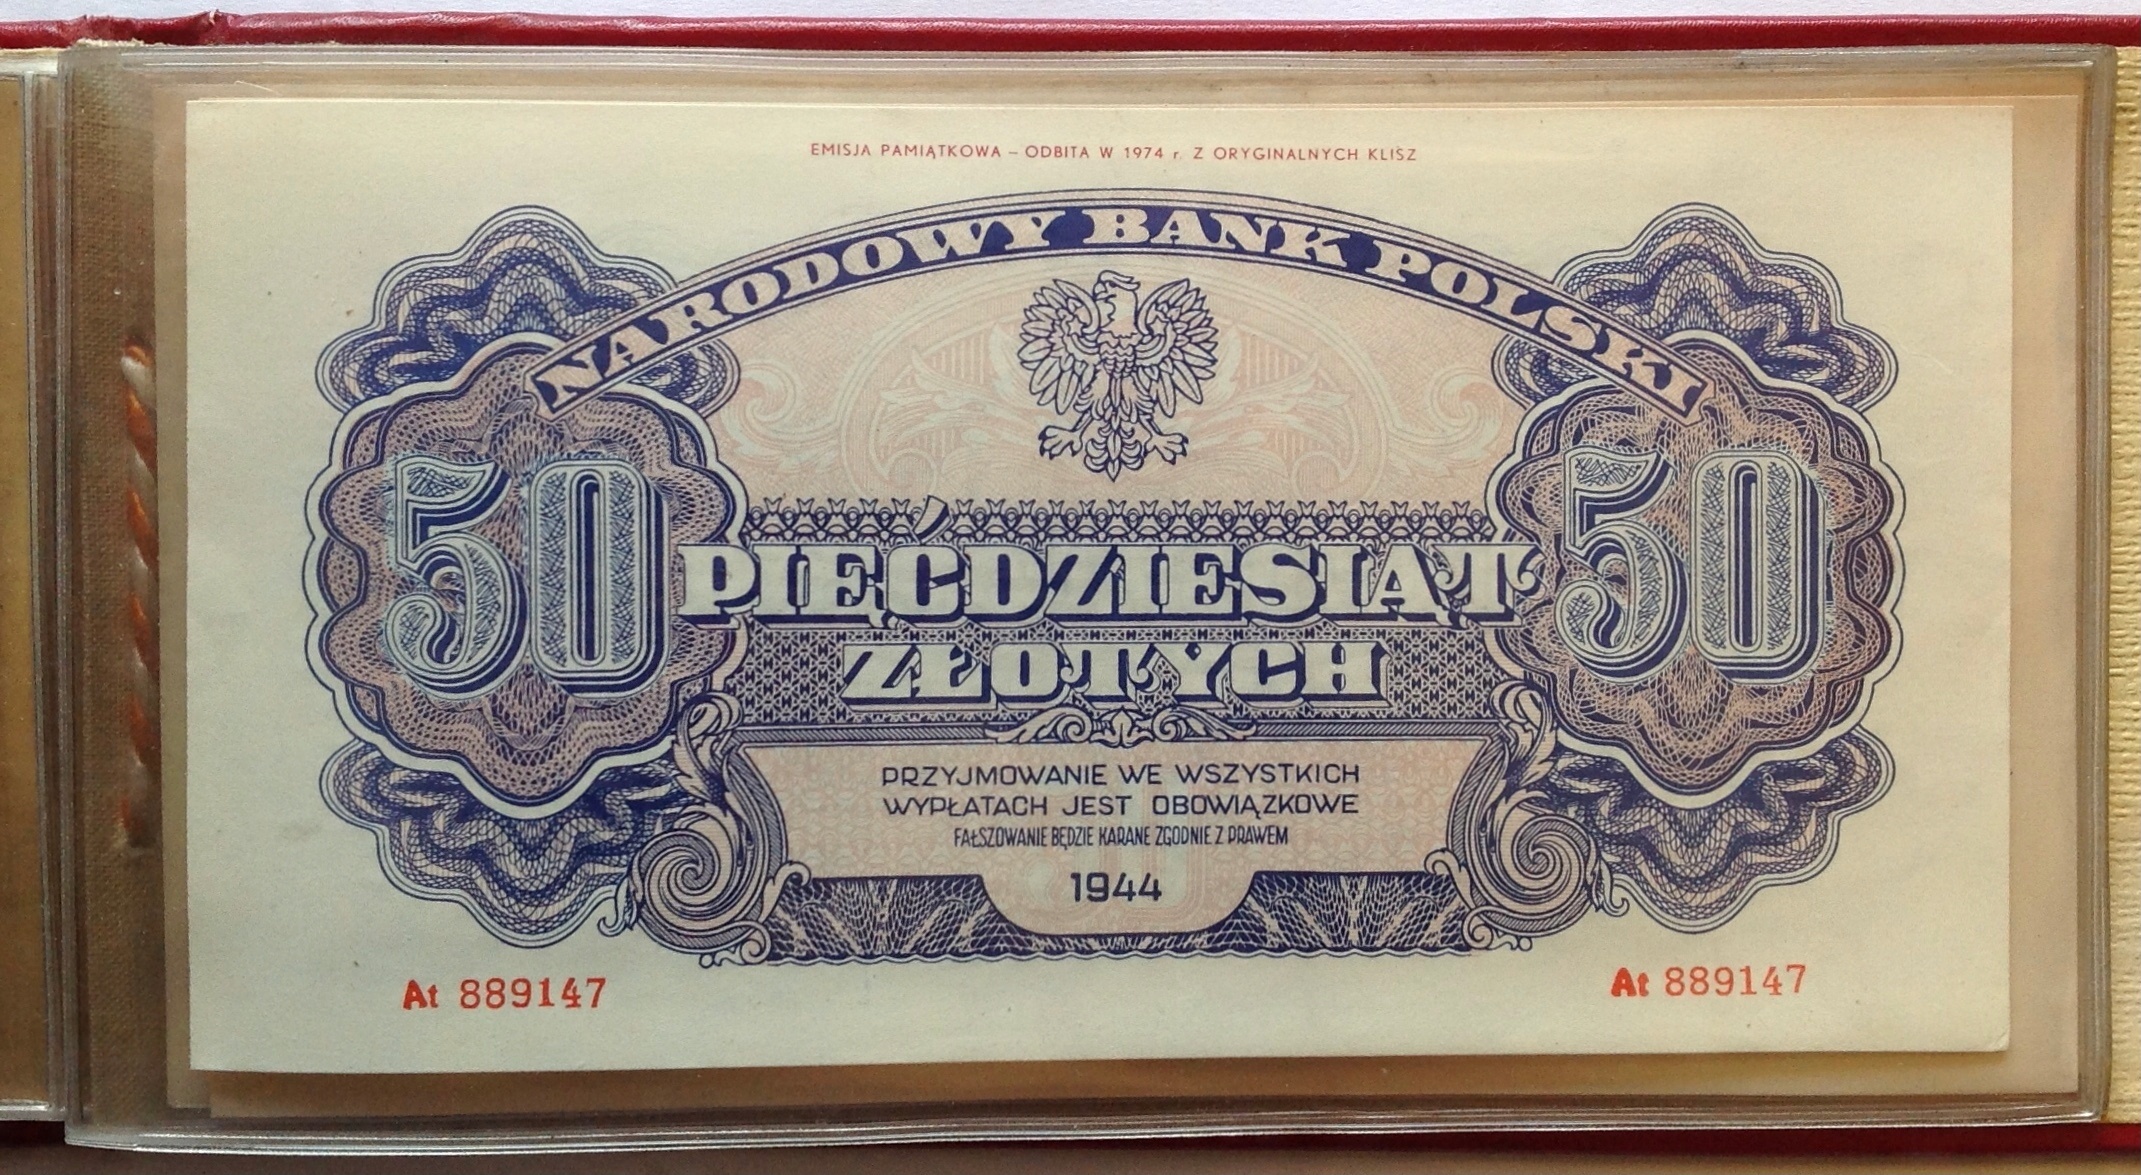 EMISJA PAMIĄTKOWA – ODBITA W 1974 r. Z ORYGINALNYCH KLISZ
NARODOWY BANK POLSKI
50
50
PIĘĆDZIESIĄT
ZŁOTYCH
PRZYJMOWANIE WE WSZYSTKICH
WYPŁATACH JEST OBOWIĄZKOWE
FAŁSZOWANIE BĘDZIE KARANE ZGODNIE Z PRAWEM
1944
At 889147
At 889147